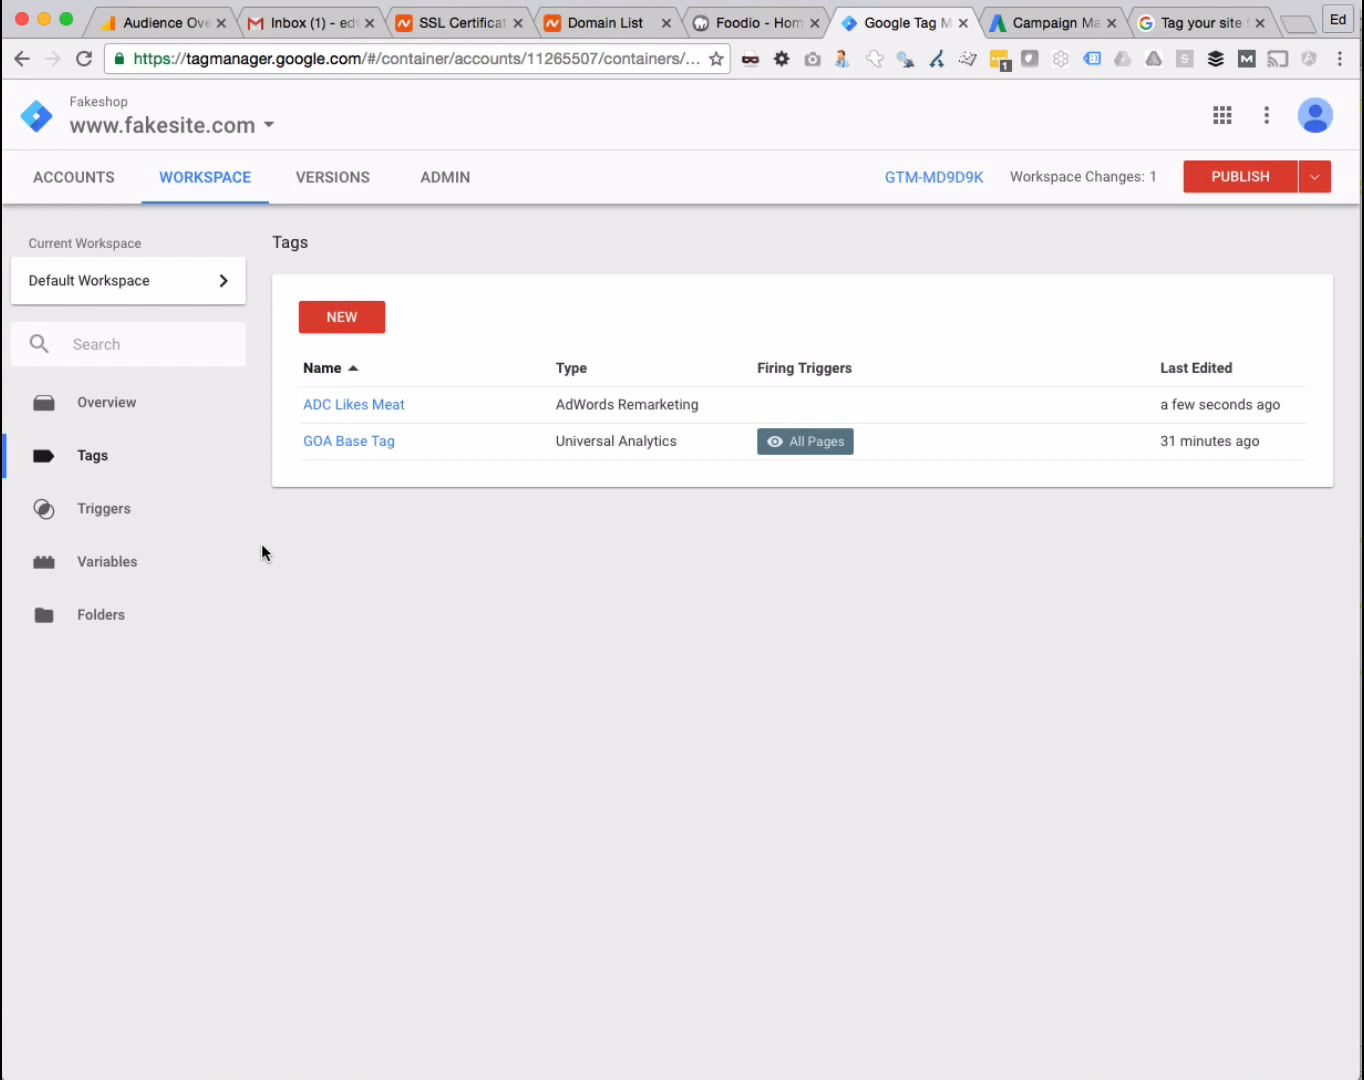 Audience Ove
Inbox (1) - ed
SSL Certificat
Domain List
Foodio - Hom
Google Tag M
Campaign Ma
Tag your site
Ed
https://tagmanager.google.com/#/container/accounts/11265507/containers/...
1
Fakeshop
www.fakesite.com
ACCOUNTS WORKSPACE VERSIONS ADMIN GTM-MD9D9K Workspace Changes: 1 PUBLISH
Current Workspace
Default Workspace
Search
Overview
Tags
Triggers
Variables
Folders
Tags
NEW
Name Type Firing Triggers Last Edited
ADC Likes Meat AdWords Remarketing a few seconds ago
GOA Base Tag Universal Analytics All Pages 31 minutes ago